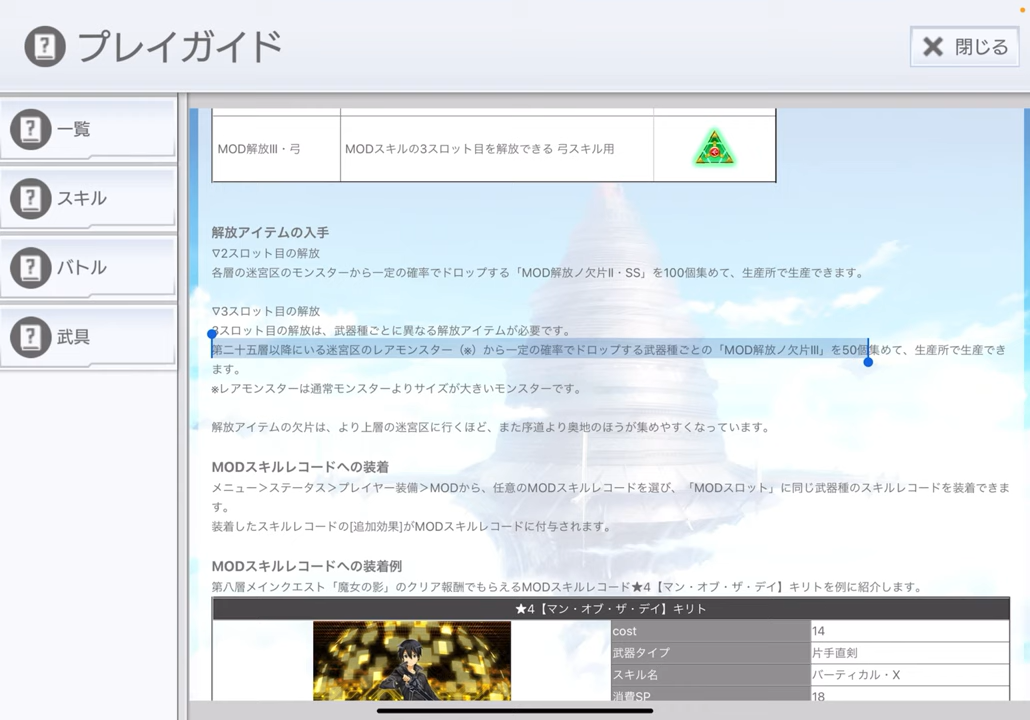 プレイガイド
閉じる
一覧
スキル
バトル
武具
MOD解放Ⅲ・弓
MODスキルの3スロット目を解放できる 弓スキル用
解放アイテムの入手
▽2スロット目の解放
各層の迷宮区のモンスターから一定の確率でドロップする「MOD解放ノ欠片Ⅱ・SS」を100個集めて、生産所で生産できます。
▽3スロット目の解放
3スロット目の解放は、武器種ごとに異なる解放アイテムが必要です。
第二十五層以降にいる迷宮区のレアモンスター（※）から一定の確率でドロップする武器種ごとの「MOD解放ノ欠片Ⅲ」を50個集めて、生産所で生産でき
ます。
※レアモンスターは通常モンスターよりサイズが大きいモンスターです。
解放アイテムの欠片は、より上層の迷宮区に行くほど、また序道より奥地のほうが集めやすくなっています。
MODスキルレコードへの装着
メニュー＞ステータス＞プレイヤー装備＞MODから、任意のMODスキルレコードを選び、「MODスロット」に同じ武器種のスキルレコードを装着できま
す。
装着したスキルレコードの[追加効果]がMODスキルレコードに付与されます。
MODスキルレコードへの装着例
第八層メインクエスト「魔女の影」のクリア報酬でもらえるMODスキルレコード★4【マン・オブ・ザ・デイ】キリトを例に紹介します。
★4【マン・オブ・ザ・デイ】キリト
cost
14
武器タイプ
片手直剣
スキル名
バーティカル・X
消費SP
18